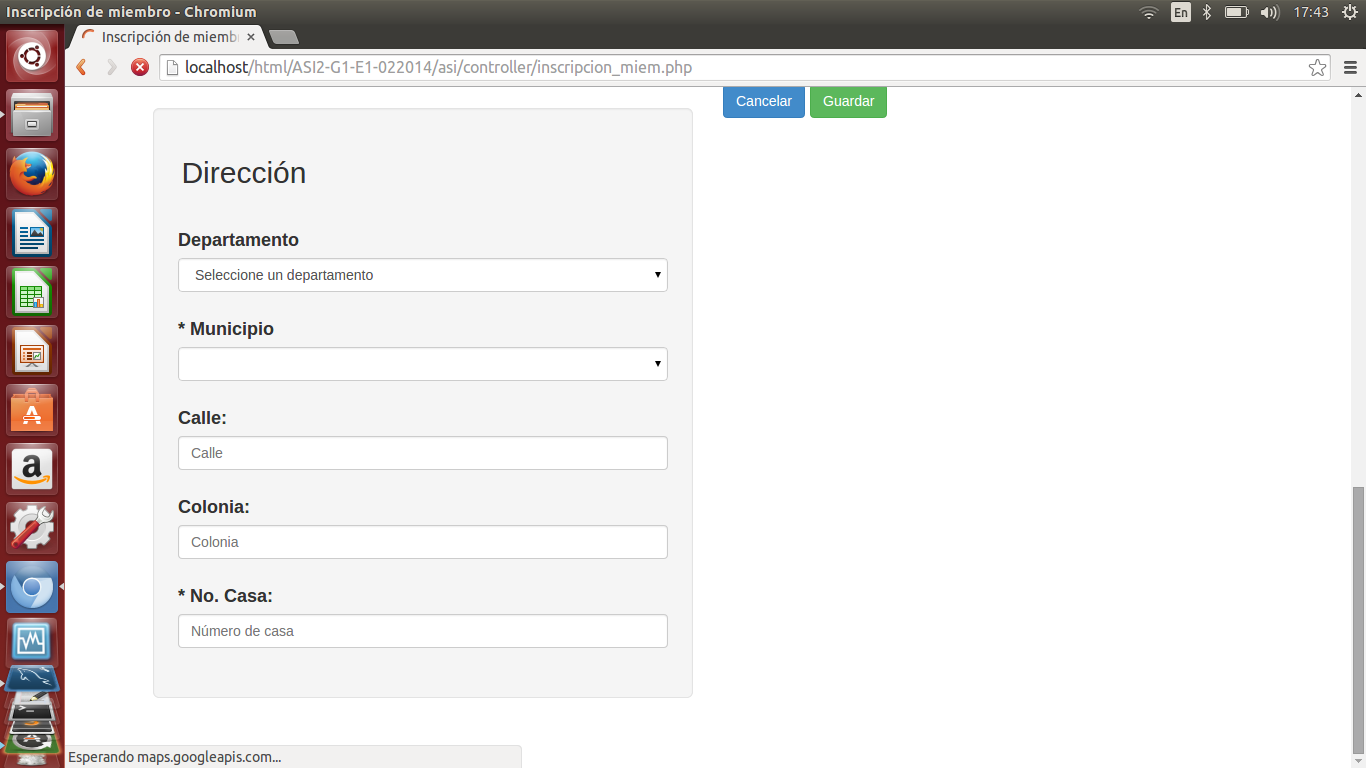 Inscripción de miembro - Chromium
En
17:43
Inscripción de miemb
localhost/html/ASI2-G1-E1-022014/asi/controller/inscripcion_miem.php
Cancelar
Guardar
Dirección
Departamento
Seleccione un departamento
* Municipio
Calle:
Calle
Colonia:
Colonia
* No. Casa:
Número de casa
Esperando maps.googleapis.com...